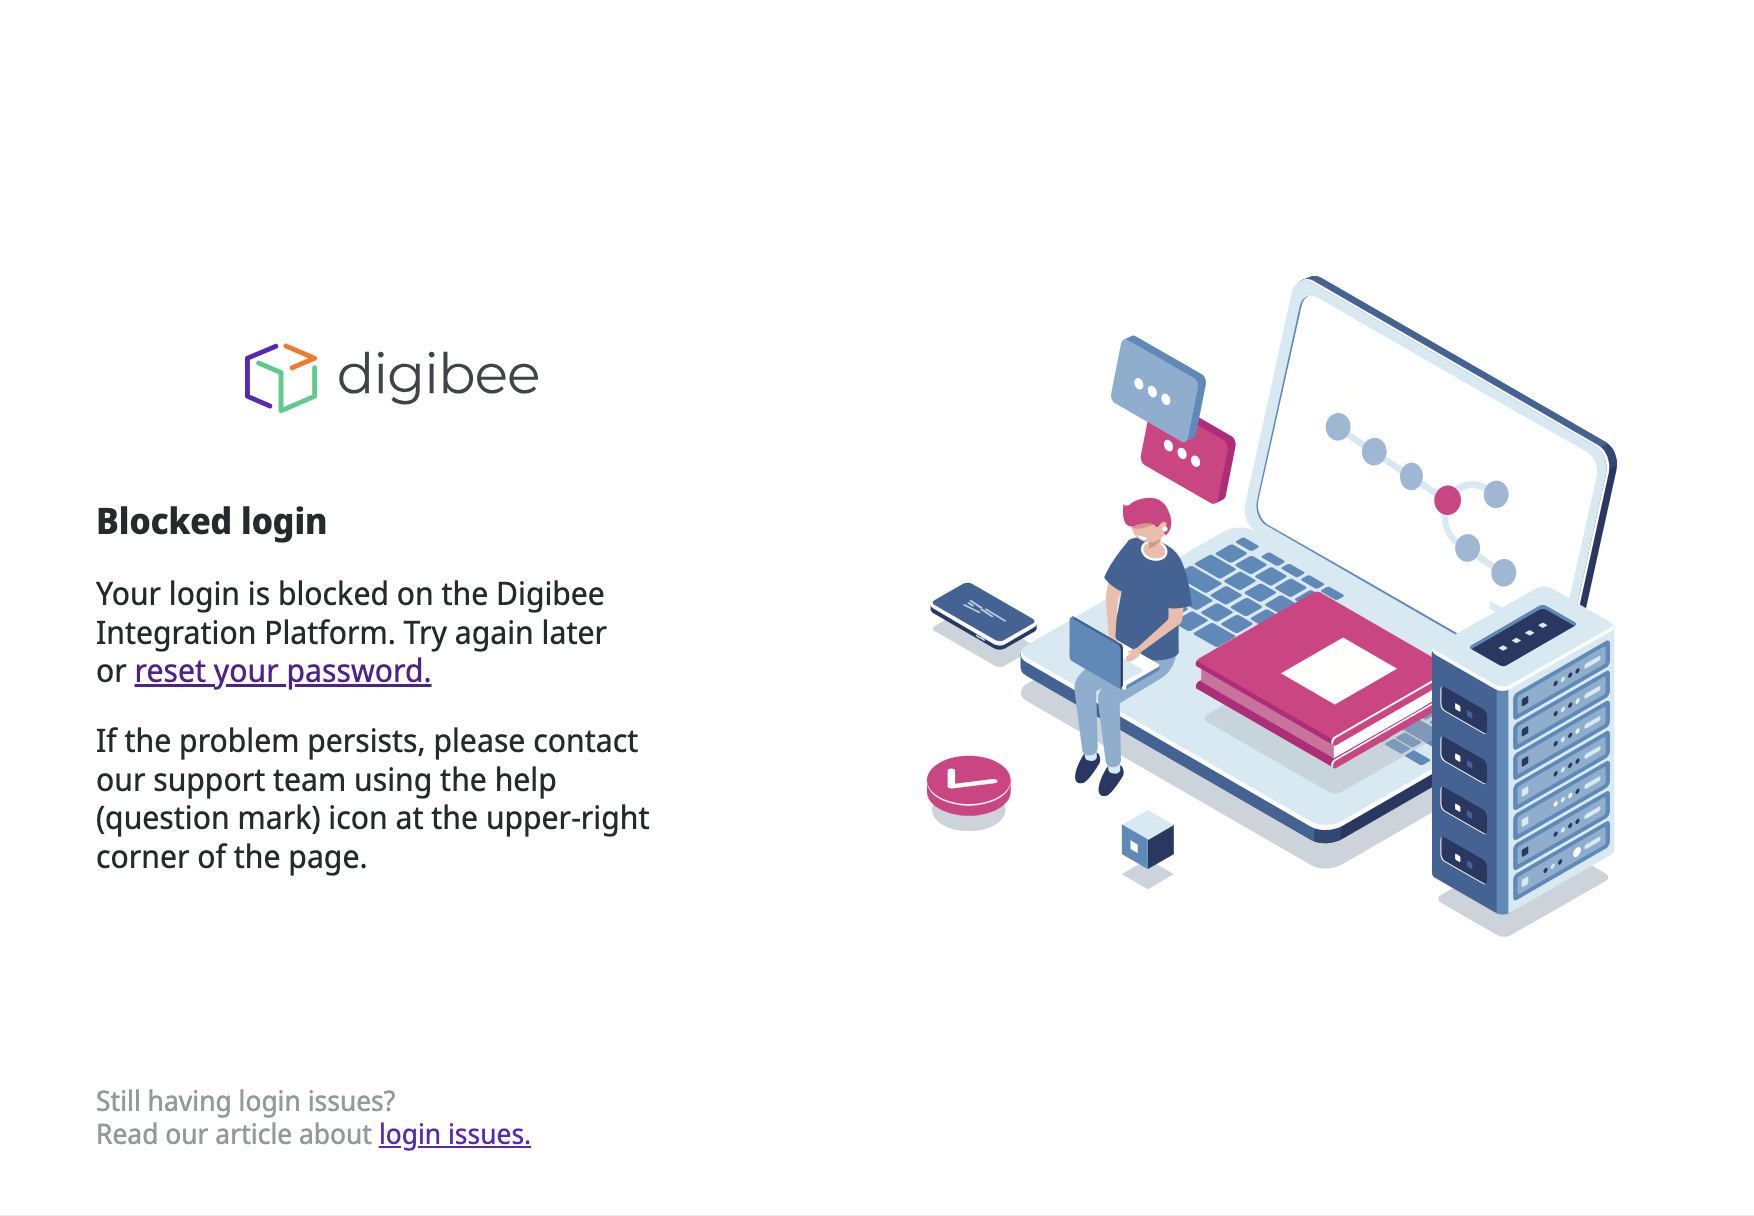 digibee
Blocked login
Your login is blocked on the Digibee
Integration Platform. Try again later
or reset your password.
If the problem persists, please contact
our support team using the help
(question mark) icon at the upper-right
corner of the page.
Still having login issues?
Read our article about login issues.